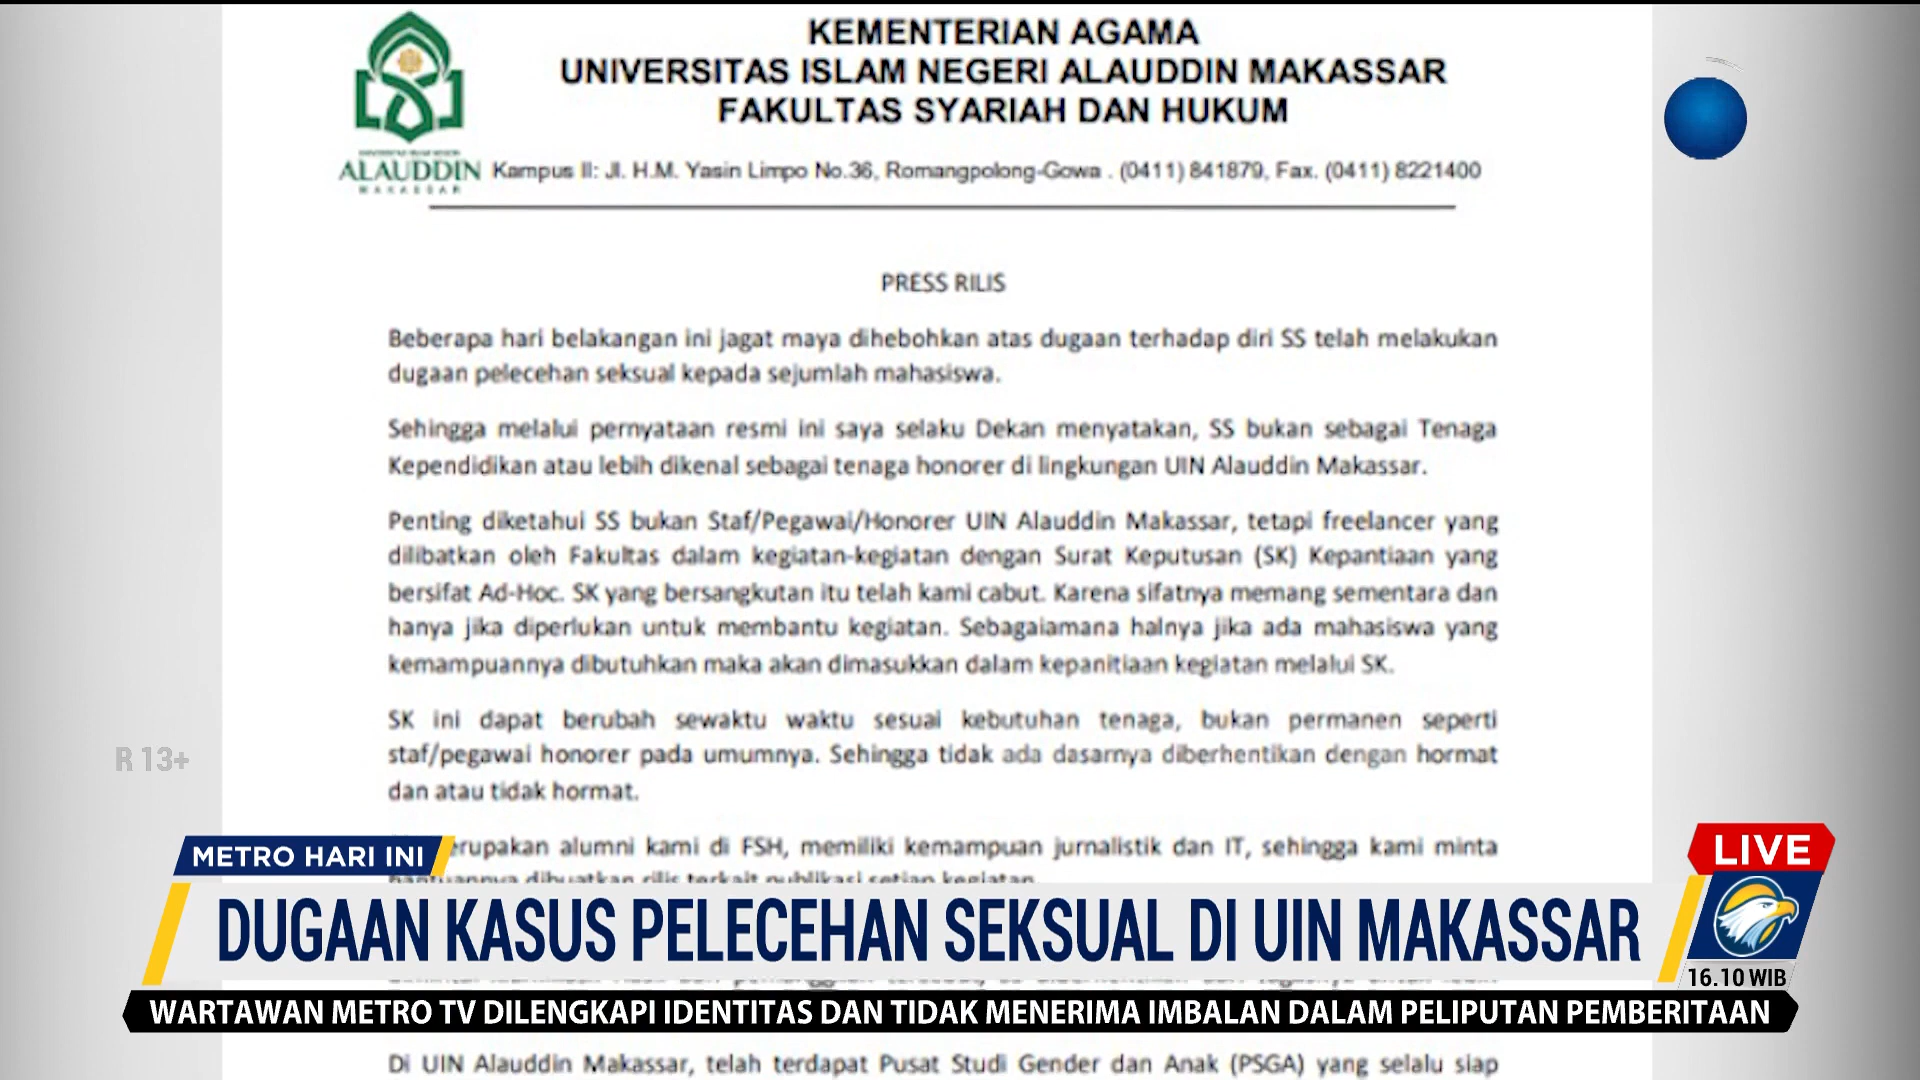 KEMENTERIAN AGAMA
UNIVERSITAS ISLAM NEGERI ALAUDDIN MAKASSAR
FAKULTAS SYARIAH DAN HUKUM
ALAUDDIN
MAKASSAR
Kampus II: Jl. H.M. Yasin Limpo No.36, Romangpolong-Gowa . (0411) 841879, Fax. (0411) 8221400
PRESS RILIS
Beberapa hari belakangan ini jagat maya dihebohkan atas dugaan terhadap diri SS telah melakukan
dugaan pelecehan seksual kepada sejumlah mahasiswa.
Sehingga melalui pernyataan resmi ini saya selaku Dekan menyatakan, SS bukan sebagai Tenaga
Kependidikan atau lebih dikenal sebagai tenaga honorer di lingkungan UIN Alauddin Makassar.
Penting diketahui SS bukan Staf/Pegawai/Honorer UIN Alauddin Makassar, tetapi freelancer yang
dilibatkan oleh Fakultas dalam kegiatan-kegiatan dengan Surat Keputusan (SK) Kepantiaan yang
bersifat Ad-Hoc. SK yang bersangkutan itu telah kami cabut. Karena sifatnya memang sementara dan
hanya jika diperlukan untuk membantu kegiatan. Sebagaiamana halnya jika ada mahasiswa yang
kemampuannya dibutuhkan maka akan dimasukkan dalam kepanitiaan kegiatan melalui SK.
SK ini dapat berubah sewaktu waktu sesuai kebutuhan tenaga, bukan permanen seperti
staf/pegawai honorer pada umumnya. Sehingga tidak ada dasarnya diberhentikan dengan hormat
dan atau tidak hormat.
R 13+
erupakan alumni kami di FSH, memiliki kemampuan jurnalistik dan IT, sehingga kami minta
bantuannya dibuatkan rilis terkait publikasi setiap kegiatan.
METRO HARI INI
LIVE
DUGAAN KASUS PELECEHAN SEKSUAL DI UIN MAKASSAR
16.10 WIB
WARTAWAN METRO TV DILENGKAPI IDENTITAS DAN TIDAK MENERIMA IMBALAN DALAM PELIPUTAN PEMBERITAAN
Di UIN Alauddin Makassar, telah terdapat Pusat Studi Gender dan Anak (PSGA) yang selalu siap